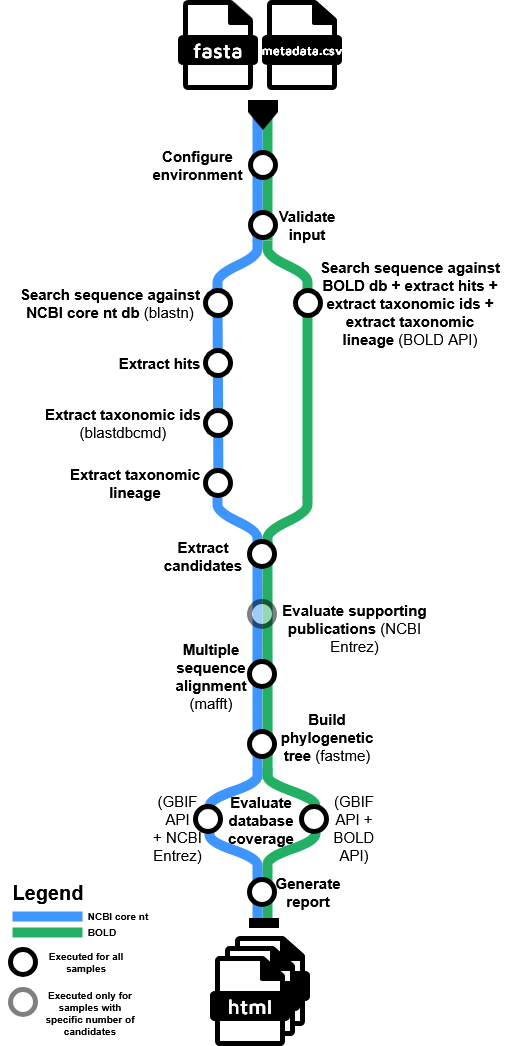 fasta
metadata.csv
Configure
environment
Validate
input
Search sequence against
NCBI core nt db (blastn)
Search sequence against
BOLD db + extract hits +
extract taxonomic ids +
extract taxonomic
lineage (BOLD API)
Extract hits
Extract taxonomic ids
(blastdbcmd)
Extract taxonomic
lineage
Extract
candidates
Evaluate supporting
publications (NCBI
Entrez)
Multiple
sequence
alignment
(mafft)
Build
phylogenetic
tree (fastme)
(GBIF
API
+ NCBI
Entrez)
Evaluate
database
coverage
(GBIF
API +
BOLD
API)
Generate
report
Legend
NCBI core nt
BOLD
Executed for all
samples
Executed only for
samples with
specific number of
candidates
html